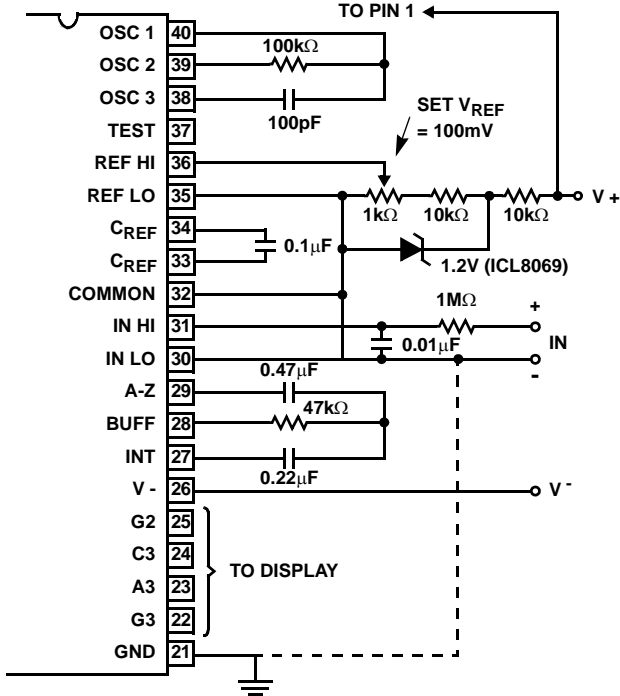 TO PIN 1
OSC 1 40
100kΩ
OSC 2 39
OSC 3 38
100pF
TEST 37
SET VREF
= 100mV
REF HI 36
REF LO 35
1kΩ 10kΩ 10kΩ
V +
CREF 34
0.1µF
CREF 33
1.2V (ICL8069)
COMMON 32
1MΩ
IN HI 31
+
0.01µF
IN
IN LO 30
-
0.47µF
A-Z 29
47kΩ
BUFF 28
INT 27
0.22µF
V - 26
V -
G2 25
C3 24
TO DISPLAY
A3 23
G3 22
GND 21